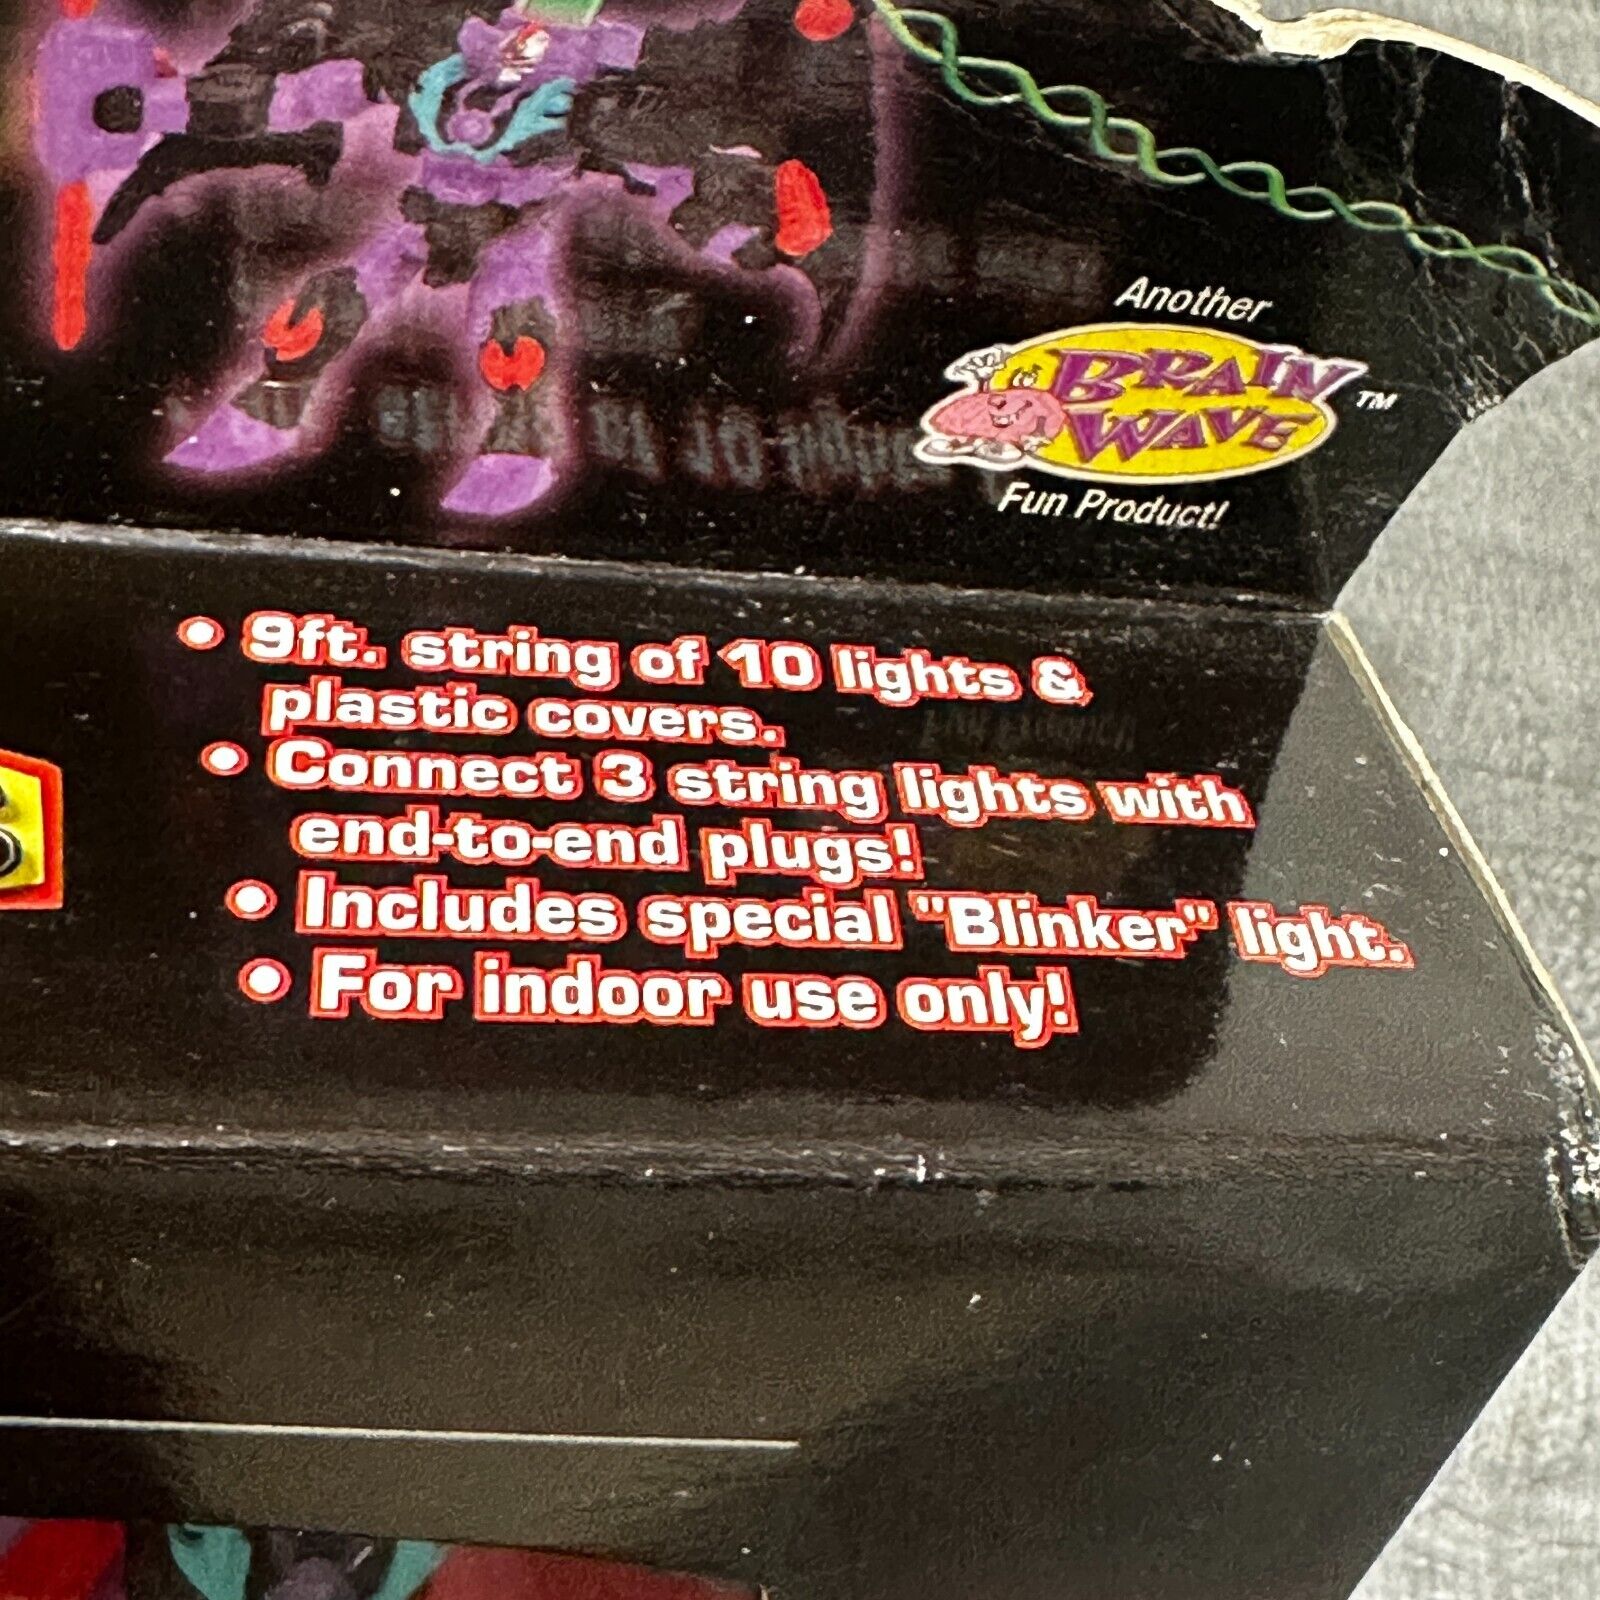 Another
BRAIN
WAVE
TM
Fun Product!
• 9ft. string of 10 lights &
plastic covers.
• Connect 3 string lights with
end-to-end plugs!
• Includes special "Blinker" light.
• For indoor use only!